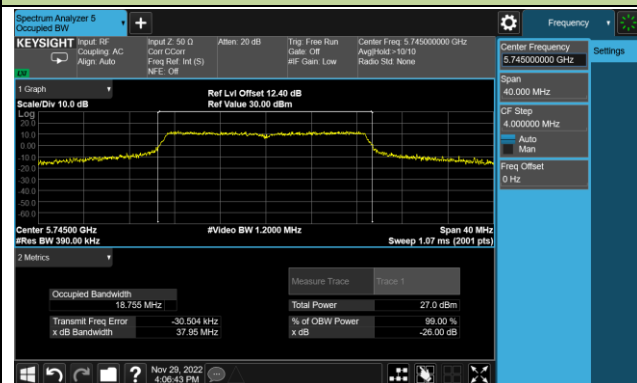 Spectrum Analyzer 5
Occupied BW
Frequency
KEYSIGHT
Input: RF
Coupling: AC
Align: Auto
Input Z: 50 Ω
Corr CCorr
Freq Ref: Int (S)
NFE: Off
Atten: 20 dB
Trig: Free Run
Gate: Off
#IF Gain: Low
Center Freq: 5.745000000 GHz
Avg|Hold:>10/10
Radio Std: None
Center Frequency
5.745000000 GHz
Settings
Span
40.000 MHz
CF Step
4.000000 MHz
Auto
Man
Freq Offset
0 Hz
1 Graph
Scale/Div 10.0 dB
Ref Lvl Offset 12.40 dB
Ref Value 30.00 dBm
Log
20.0
10.0
0.00
-10.0
-20.0
-30.0
-40.0
-50.0
-60.0
Center 5.74500 GHz
#Res BW 390.00 kHz
#Video BW 1.2000 MHz
Span 40 MHz
Sweep 1.07 ms (2001 pts)
2 Metrics
Measure Trace
Trace 1
Occupied Bandwidth
18.755 MHz
Total Power
27.0 dBm
Transmit Freq Error
-30.504 kHz
% of OBW Power
99.00 %
x dB Bandwidth
37.95 MHz
x dB
-26.00 dB
?
Nov 29, 2022
4:06:43 PM